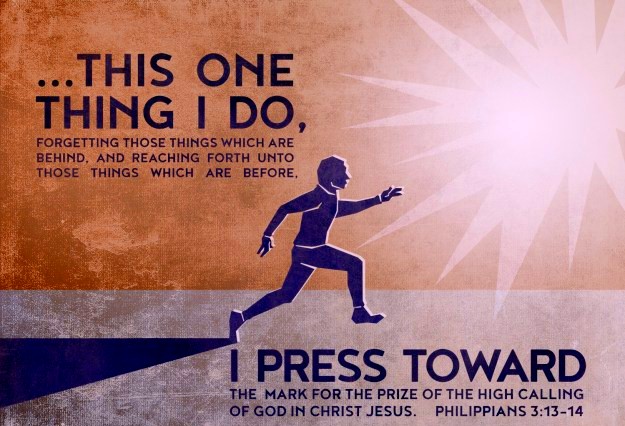 ...THIS ONE
THING I DO,
FORGETTING THOSE THINGS WHICH ARE
BEHIND, AND REACHING FORTH UNTO
THOSE THINGS WHICH ARE BEFORE,
I PRESS TOWARD
THE MARK FOR THE PRIZE OF THE HIGH CALLING
OF GOD IN CHRIST JESUS. PHILIPPIANS 3:13-14